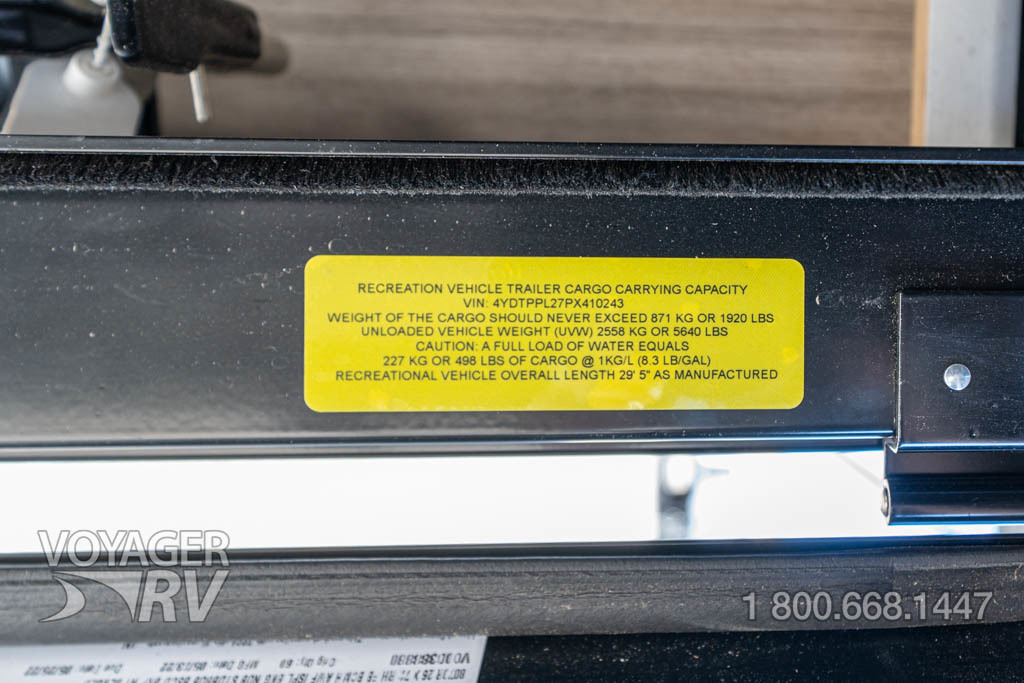 RECREATION VEHICLE TRAILER CARGO CARRYING CAPACITY
VIN: 4YDTPPL27PX410243
WEIGHT OF THE CARGO SHOULD NEVER EXCEED 871 KG OR 1920 LBS
UNLOADED VEHICLE WEIGHT (UVW) 2558 KG OR 5640 LBS
CAUTION: A FULL LOAD OF WATER EQUALS
227 KG OR 498 LBS OF CARGO @ 1KG/L (8.3 LB/GAL)
RECREATIONAL VEHICLE OVERALL LENGTH 29' 5" AS MANUFACTURED
VOYAGER
RV
1 800.668.1447